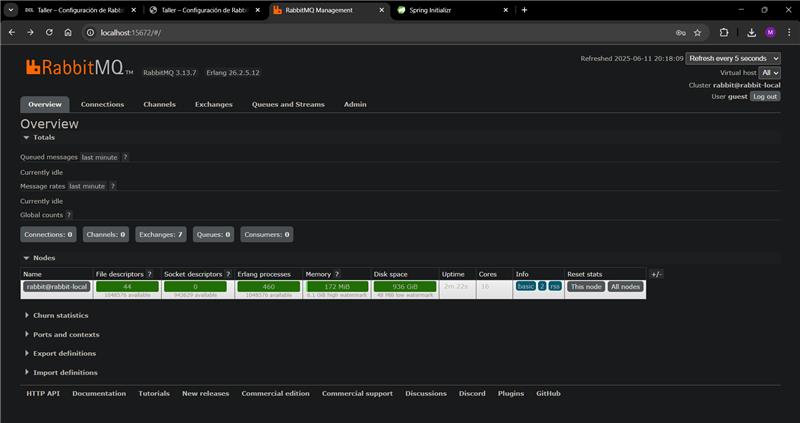 DEL Taller – Configuración de Rabbi
Taller – Configuración de Rabbi
RabbitMQ Management
Spring Initializr
localhost:15672/#/
M
RabbitMQ TM
RabbitMQ 3.13.7
Erlang 26.2.5.12
Refreshed 2025-06-11 20:18:09 Refresh every 5 seconds
Virtual host All
Cluster rabbit@rabbit-local
User guest Log out
Overview Connections Channels Exchanges Queues and Streams Admin
Overview
Totals
Queued messages last minute ?
Currently idle
Message rates last minute ?
Currently idle
Global counts ?
Connections: 0 Channels: 0 Exchanges: 7 Queues: 0 Consumers: 0
Nodes
Name File descriptors ? Socket descriptors ? Erlang processes Memory ? Disk space Uptime Cores Info Reset stats +/-
rabbit@rabbit-local 44 0 460 172 MiB 936 GiB 2m 22s 16 basic 2 rss This node All nodes
1048576 available 943629 available 1048576 available 6.1 GiB high watermark 48 MiB low watermark
Churn statistics
Ports and contexts
Export definitions
Import definitions
HTTP API Documentation Tutorials New releases Commercial edition Commercial support Discussions Discord Plugins GitHub